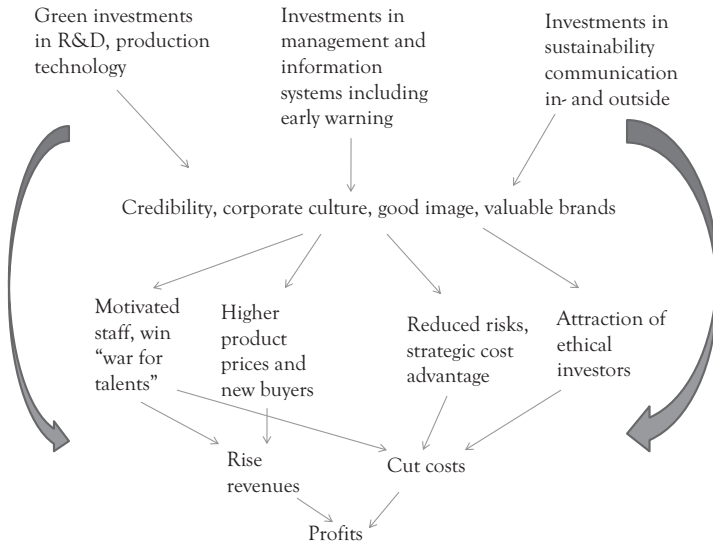 Green investments
in R&D, production
technology
Investments in
management and
information
systems including
early warning
Investments in
sustainability
communication
in- and outside
Credibility, corporate culture, good image, valuable brands
Motivated
staff, win
“war for
talents”
Higher
product
prices and
new buyers
Reduced risks,
strategic cost
advantage
Attraction of
ethical
investors
Rise
revenues
Cut costs
Profits